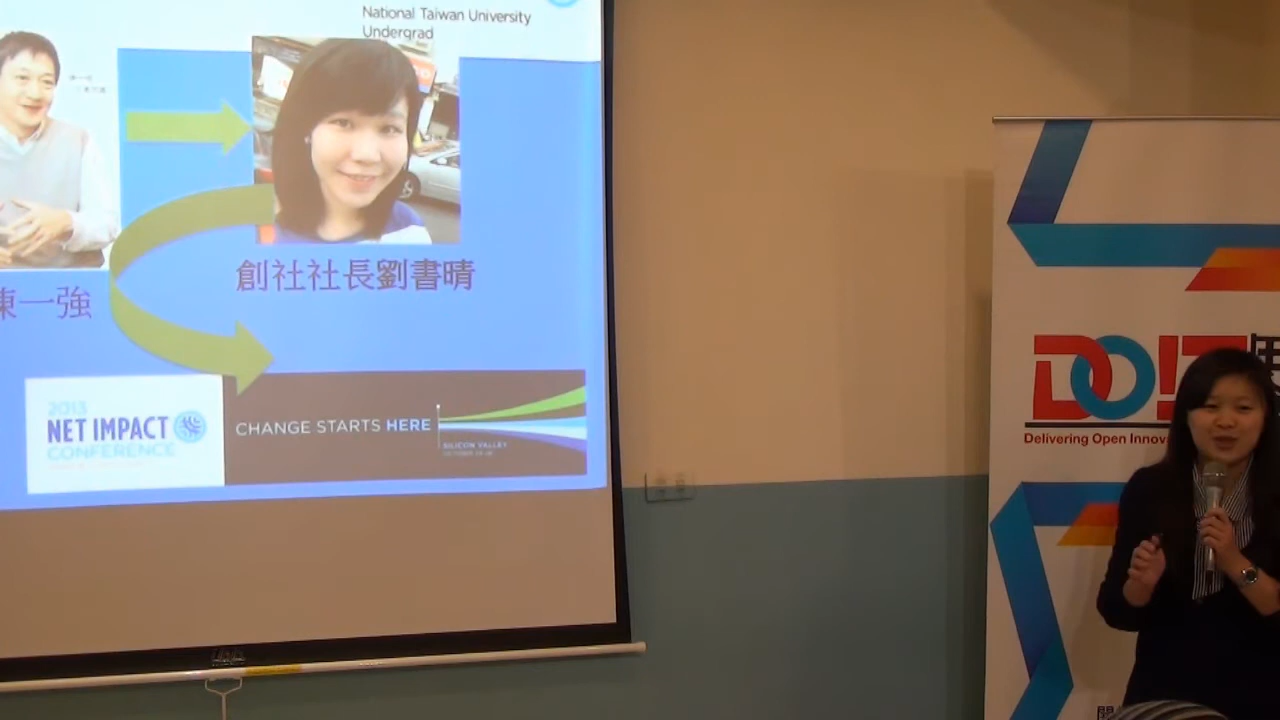 National Taiwan University
Undergrad
創社社長劉書晴
陳一強
2013
NET IMPACT
CONFERENCE
CHANGE STARTS HERE
SILICON VALLEY
DO!T
Delivering Open Innov
開